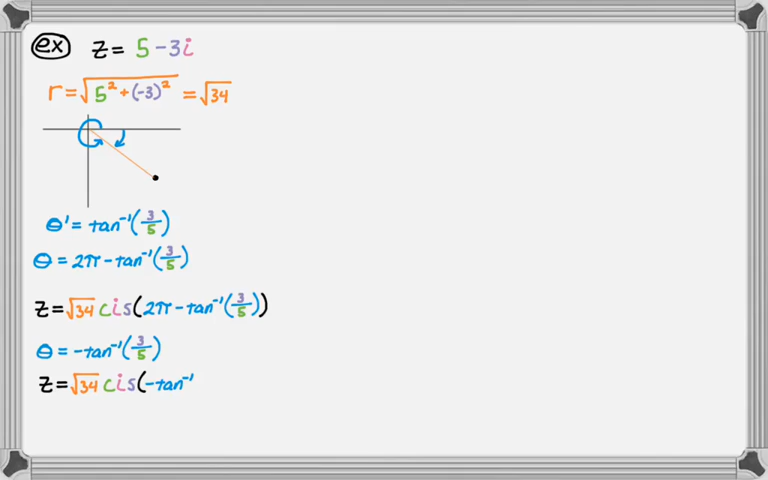 ex z = 5 - 3i
r = √(5² + (-3)²) = √34
θ' = tan⁻¹(3/5)
θ = 2π - tan⁻¹(3/5)
z = √34 cis(2π - tan⁻¹(3/5))
θ = -tan⁻¹(3/5)
z = √34 cis(-tan⁻¹